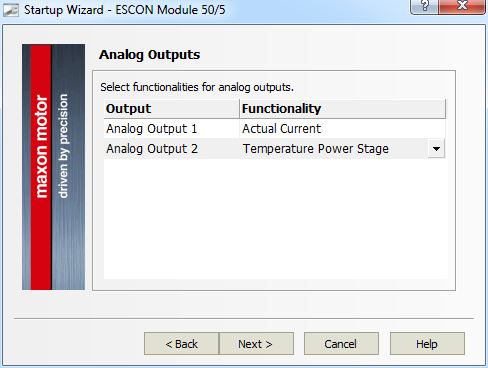 Startup Wizard - ESCON Module 50/5
Analog Outputs
Select functionalities for analog outputs.
Output Functionality
Analog Output 1 Actual Current
Analog Output 2 Temperature Power Stage
maxon motor
driven by precision
< Back Next > Cancel Help